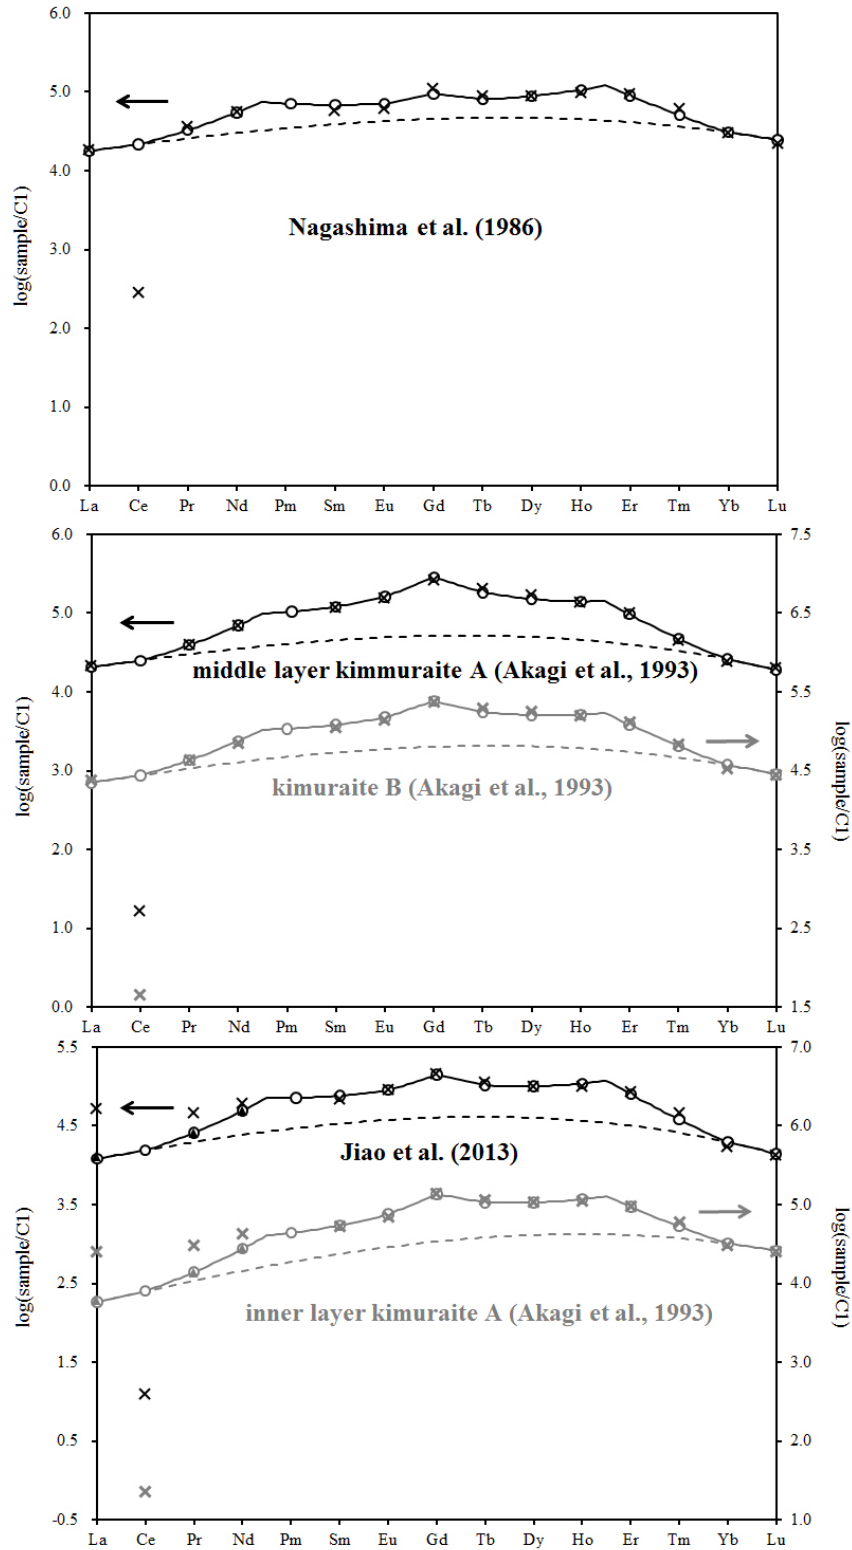 6.0
5.0
4.0
3.0
2.0
1.0
0.0
log(sample/C1)
Nagashima et al. (1986)
La Ce Pr Nd Pm Sm Eu Gd Tb Dy Ho Er Tm Yb Lu
6.0
5.0
4.0
3.0
2.0
1.0
0.0
log(sample/C1)
7.5
6.5
5.5
4.5
3.5
2.5
1.5
log(sample/C1)
middle layer kimmuraite A (Akagi et al., 1993)
kimuraite B (Akagi et al., 1993)
La Ce Pr Nd Pm Sm Eu Gd Tb Dy Ho Er Tm Yb Lu
5.5
4.5
3.5
2.5
1.5
0.5
-0.5
log(sample/C1)
7.0
6.0
5.0
4.0
3.0
2.0
1.0
log(sample/C1)
Jiao et al. (2013)
inner layer kimuraite A (Akagi et al., 1993)
La Ce Pr Nd Pm Sm Eu Gd Tb Dy Ho Er Tm Yb Lu